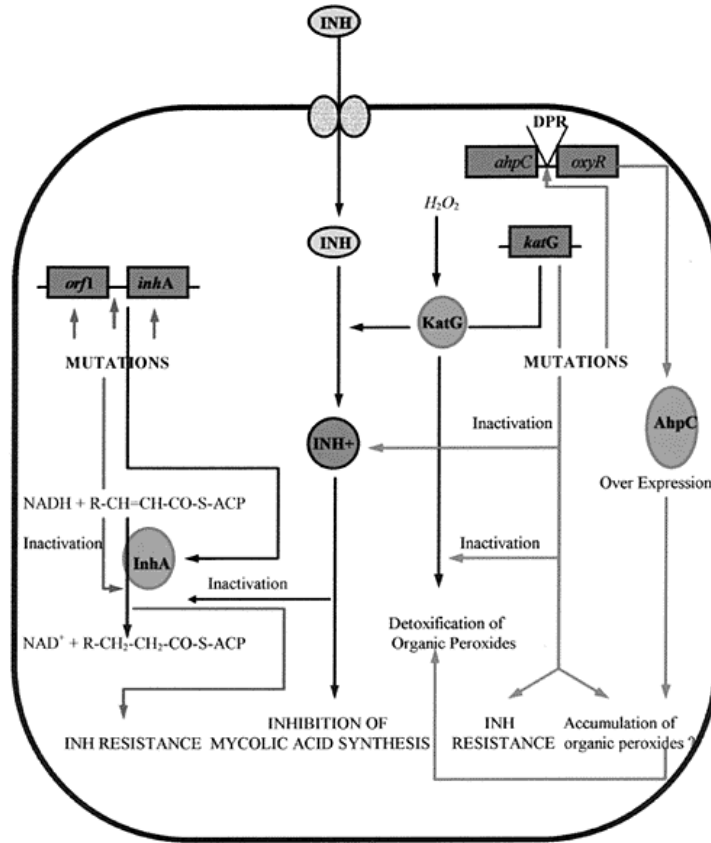 INH
DPR
ahpC
oxyR
H2O2
INH
katG
orf1
inhA
KatG
MUTATIONS
MUTATIONS
AhpC
Inactivation
INH+
Over Expression
NADH + R-CH=CH-CO-S-ACP
Inactivation
InhA
Inactivation
Inactivation
Detoxification of
Organic Peroxides
NAD+ + R-CH2-CH2-CO-S-ACP
INH RESISTANCE
INHIBITION OF
MYCOLIC ACID SYNTHESIS
INH
RESISTANCE
Accumulation of
organic peroxides ?